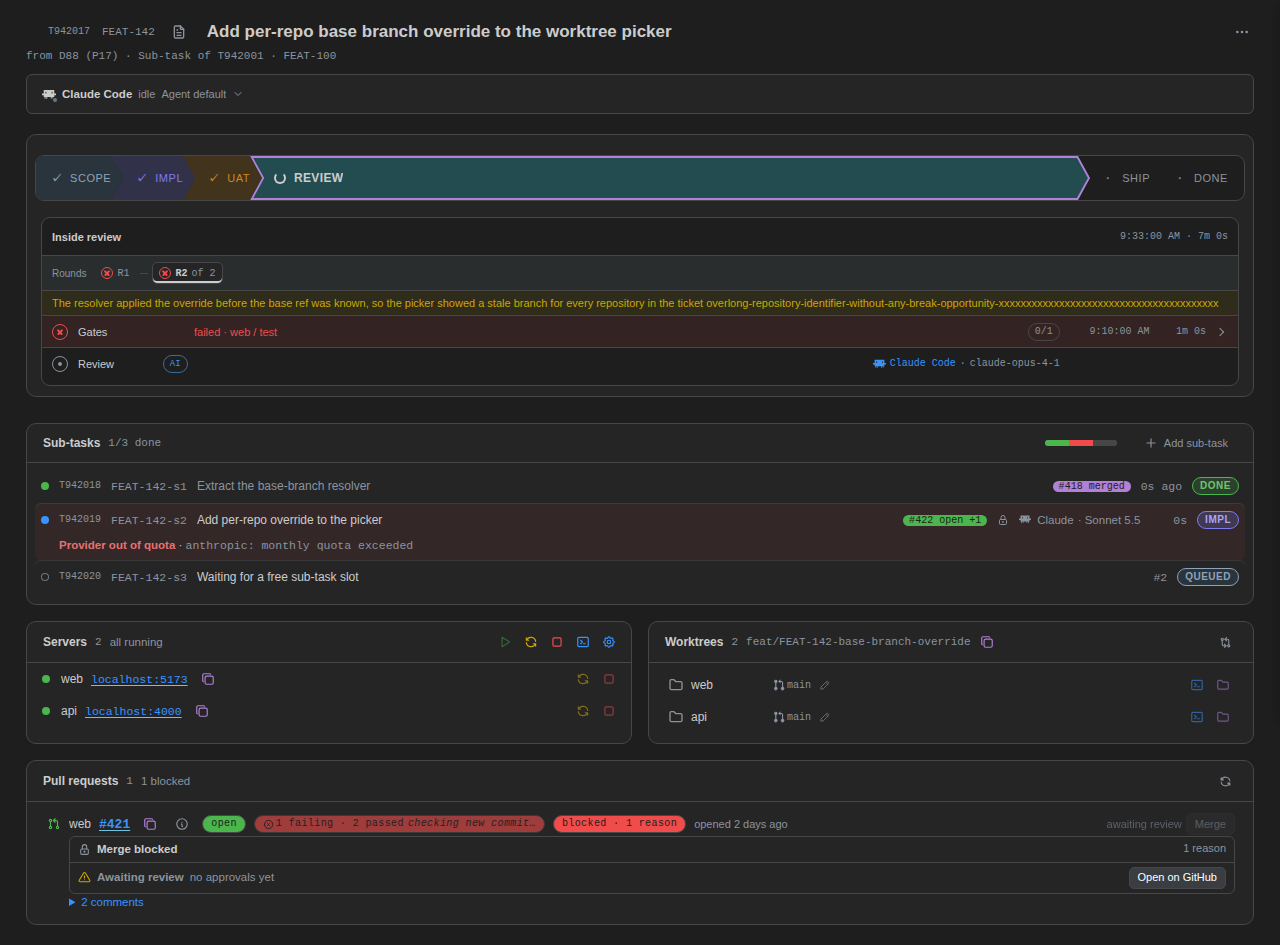 T942017 FEAT-142 Add per-repo base branch override to the worktree picker
from D88 (P17) · Sub-task of T942001 · FEAT-100
Claude Code idle Agent default
SCOPE IMPL UAT REVIEW SHIP DONE
Inside review 9:33:00 AM · 7m 0s
Rounds R1 — R2 of 2
The resolver applied the override before the base ref was known, so the picker showed a stale branch for every repository in the ticket overlong-repository-identifier-without-any-break-opportunity-xxxxxxxxxxxxxxxxxxxxxxxxxxxxxxxxxxxxxxxx
Gates failed · web / test 0/1 9:10:00 AM 1m 0s
Review AI Claude Code · claude-opus-4-1
Sub-tasks 1/3 done Add sub-task
T942018 FEAT-142-s1 Extract the base-branch resolver #418 merged 0s ago DONE
T942019 FEAT-142-s2 Add per-repo override to the picker #422 open +1 Claude · Sonnet 5.5 0s IMPL
Provider out of quota · anthropic: monthly quota exceeded
T942020 FEAT-142-s3 Waiting for a free sub-task slot #2 QUEUED
Servers 2 all running
web localhost:5173
api localhost:4000
Worktrees 2 feat/FEAT-142-base-branch-override
web main
api main
Pull requests 1 1 blocked
web #421 open 1 failing · 2 passed checking new commit… blocked · 1 reason opened 2 days ago awaiting review Merge
Merge blocked 1 reason
Awaiting review no approvals yet Open on GitHub
2 comments